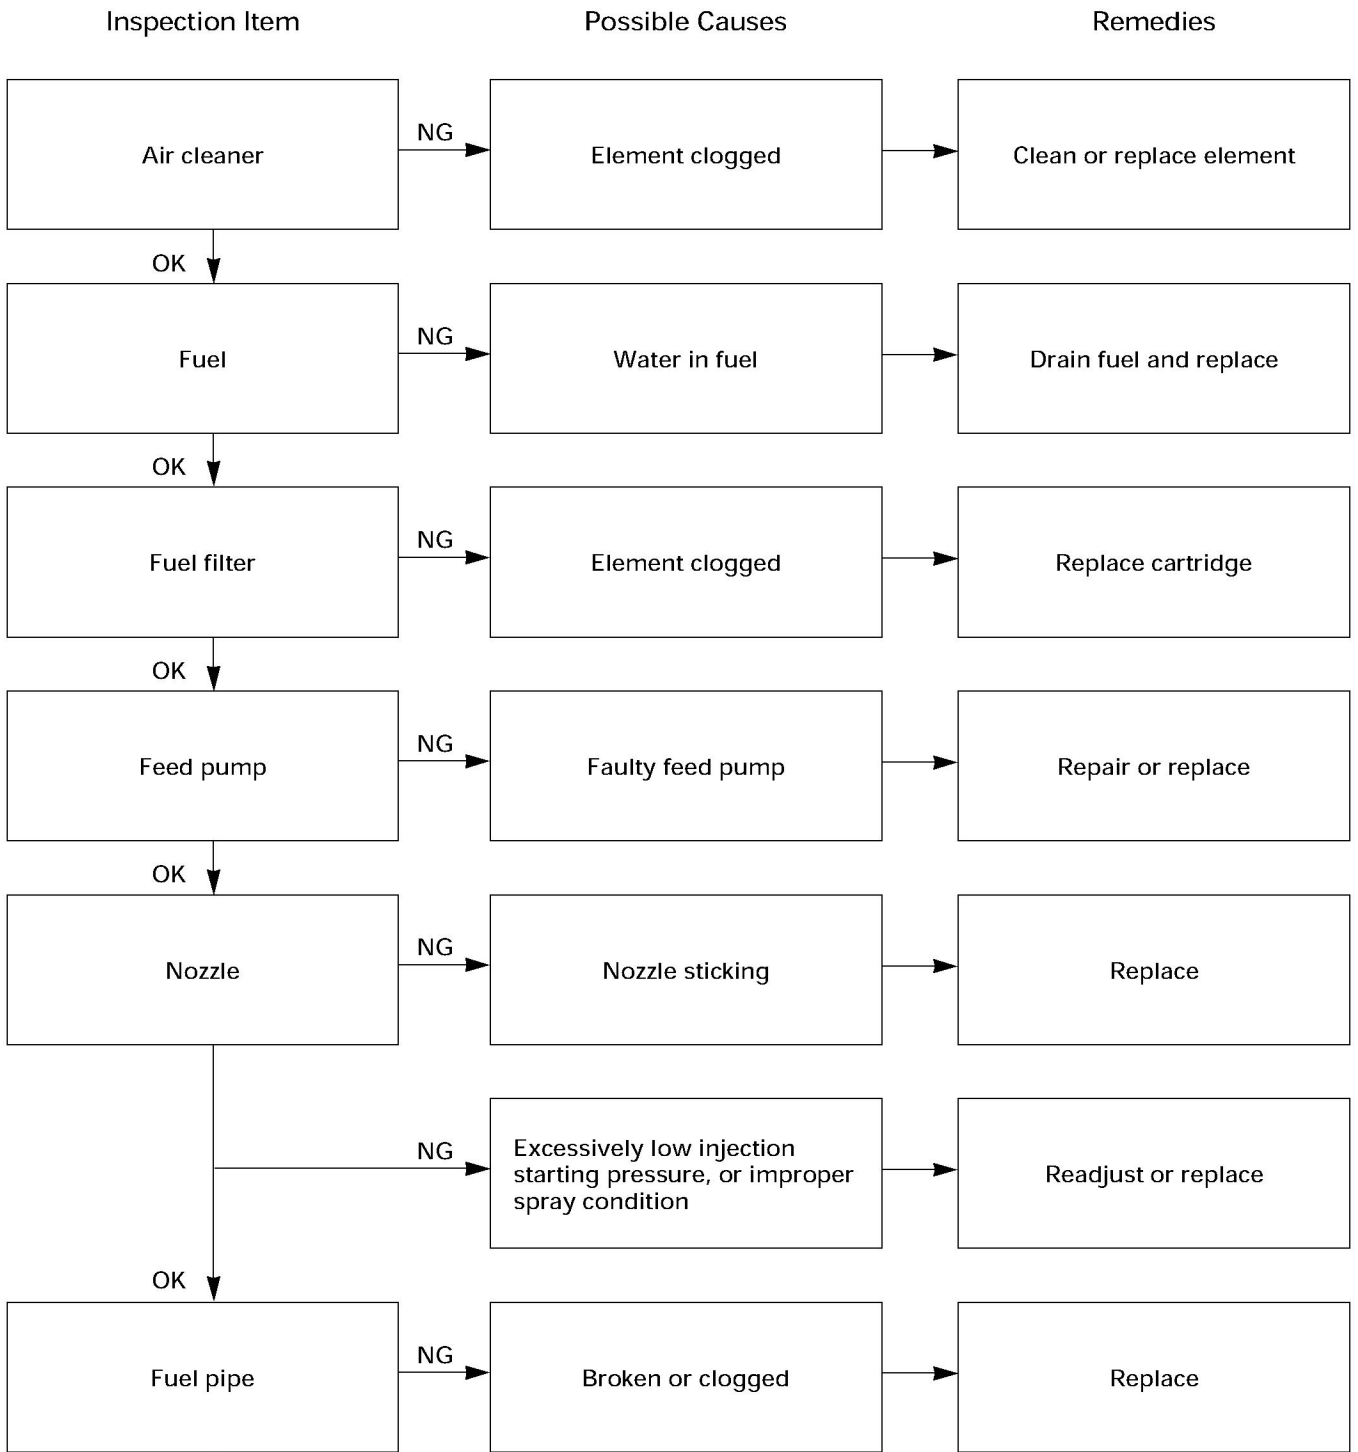 Inspection Item
Possible Causes
Remedies
Air cleaner
NG
Element clogged
Clean or replace element
OK
Fuel
NG
Water in fuel
Drain fuel and replace
OK
Fuel filter
NG
Element clogged
Replace cartridge
OK
Feed pump
NG
Faulty feed pump
Repair or replace
OK
Nozzle
NG
Nozzle sticking
Replace
NG
Excessively low injection
starting pressure, or improper
spray condition
Readjust or replace
OK
Fuel pipe
NG
Broken or clogged
Replace